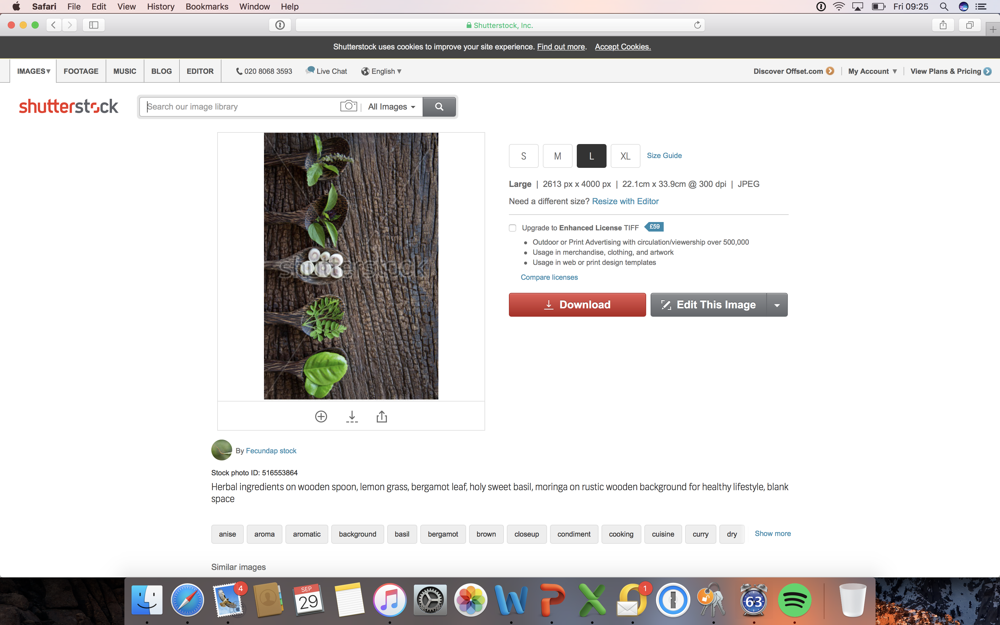 Safari File Edit View History Bookmarks Window Help Fri 09:25
Shutterstock, Inc.
Shutterstock uses cookies to improve your site experience. Find out more. Accept Cookies.
IMAGES▾ FOOTAGE MUSIC BLOG EDITOR 020 8068 3593 Live Chat English ▾ Discover Offset.com My Account ▾ View Plans & Pricing
shutterstock Search our image library All Images
S M L XL Size Guide
Large | 2613 px x 4000 px | 22.1cm x 33.9cm @ 300 dpi | JPEG
Need a different size? Resize with Editor
Upgrade to Enhanced License TIFF £59
• Outdoor or Print Advertising with circulation/viewership over 500,000
• Usage in merchandise, clothing, and artwork
• Usage in web or print design templates
shutterstock
Compare licenses
Download Edit This Image
By Fecundap stock
Stock photo ID: 516553864
Herbal ingredients on wooden spoon, lemon grass, bergamot leaf, holy sweet basil, moringa on rustic wooden background for healthy lifestyle, blank
space
anise aroma aromatic background basil bergamot brown closeup condiment cooking cuisine curry dry Show more
Similar images
4 SEP 29 1 63